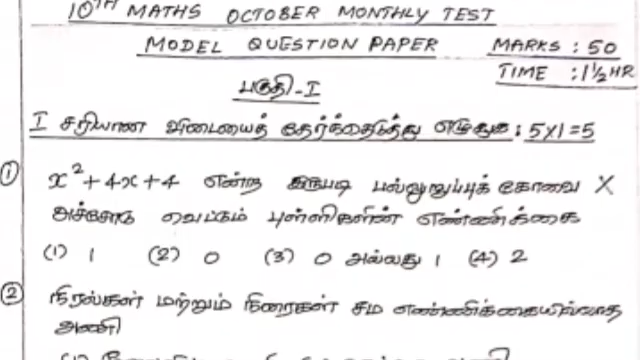 10TH MATHS OCTOBER MONTHLY TEST
MODEL QUESTION PAPER MARKS : 50
TIME : 1 1/2 HR
பகுதி - I
I சரியான விடையைத் தேர்ந்தெடுத்து எழுதுக : 5X1=5
① x² + 4x + 4 என்ற இருபடி பல்லுறுப்புக் கோவை X
அச்சோடு வெட்டும் புள்ளிகளின் எண்ணிக்கை
(1) 1 (2) 0 (3) 0 அல்லது 1 (4) 2
② நிரல்கள் மற்றும் நிரைகள் சம எண்ணிக்கையில்லாத
அணி